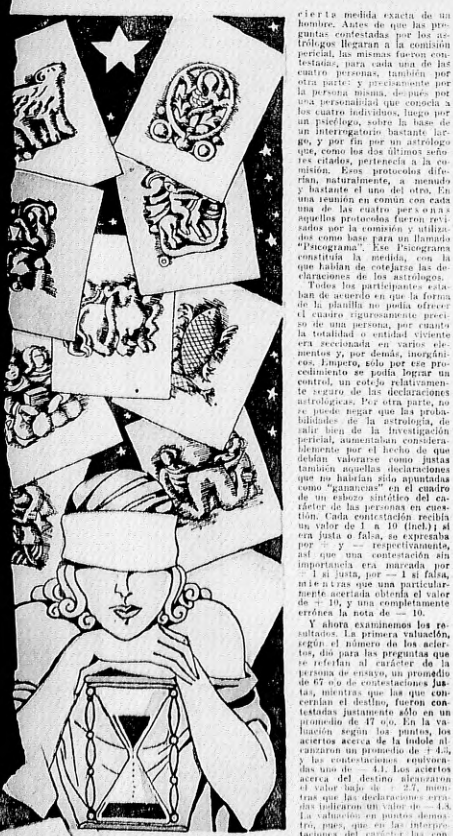 cierta medida exacta de un
hombre. Antes de que las pre-
guntas contestadas por los as-
trólogos llegaran a la comisión
pericial, las mismas fueron con-
testadas, para cada una de las
cuatro personas, también por
otra parte: y precisamente por
la persona misma, después por
una personalidad que conocía a
los cuatro individuos, luego por
un psicólogo, sobre la base de
un interrogatorio bastante lar-
go, y por fin por un astrólogo
que, como los dos últimos seño-
res citados, pertenecía a la co-
misión. Esos protocolos dife-
rían, naturalmente, a menudo
y bastante el uno del otro. En
una reunión en común con cada
una de las cuatro personas
aquellos protocolos fueron revi-
sados por la comisión y utiliza-
dos como base para un llamado
"Psicograma". Ese Psicograma
constituía la medida, con la
que habían de cotejarse las de-
claraciones de los astrólogos.
Todos los participantes esta-
ban de acuerdo en que la forma
de la planilla no podía ofrecer
el cuadro rigurosamente preci-
so de una persona, por cuanto
la totalidad o entidad viviente
era seccionada en varios ele-
mentos y, por demás, inorgáni-
cos. Empero, sólo por ese pro-
cedimiento se podía lograr un
control, un cotejo relativamen-
te seguro de las declaraciones
astrológicas. Por otra parte, no
se puede negar que las proba-
bilidades de la astrología, de
salir bien de la investigación
pericial, aumentaban considera-
blemente por el hecho de que
debían valorarse como justas
también aquellas declaraciones
que no habrían sido apuntadas
como "ganancias" en el cuadro
de un esbozo sintético del ca-
rácter de las personas en cues-
tión. Cada contestación recibía
un valor de 1 a 10 (incl.); si
era justa o falsa, se expresaba
por + y — respectivamente,
así que una contestación sin
importancia era marcada por
+ 1 si justa, por — 1 si falsa,
mientras que una particular-
mente acertada obtenía el valor
de + 10, y una completamente
errónea la nota de — 10.
Y ahora examinemos los re-
sultados. La primera valuación,
según el número de los acier-
tos, dió para las preguntas que
se referían al carácter de la
persona de ensayo, un promedio
de 67 o|o de contestaciones jus-
tas, mientras que las que con-
cernían el destino, fueron con-
testadas justamente sólo en un
promedio de 47 o|o. En la va-
luación según los puntos, los
aciertos acerca de la índole al-
canzaron un promedio de + 4.3,
y las contestaciones equivoca-
das uno de — 4.1. Los aciertos
acerca del destino alcanzaron
el valor bajo de + 2.7, mien-
tras que las declaraciones erra-
das indicaron un valor de — 4.8.
La valuación en puntos demos-
tró, pues, que en las interpre-
taciones del carácter las con-